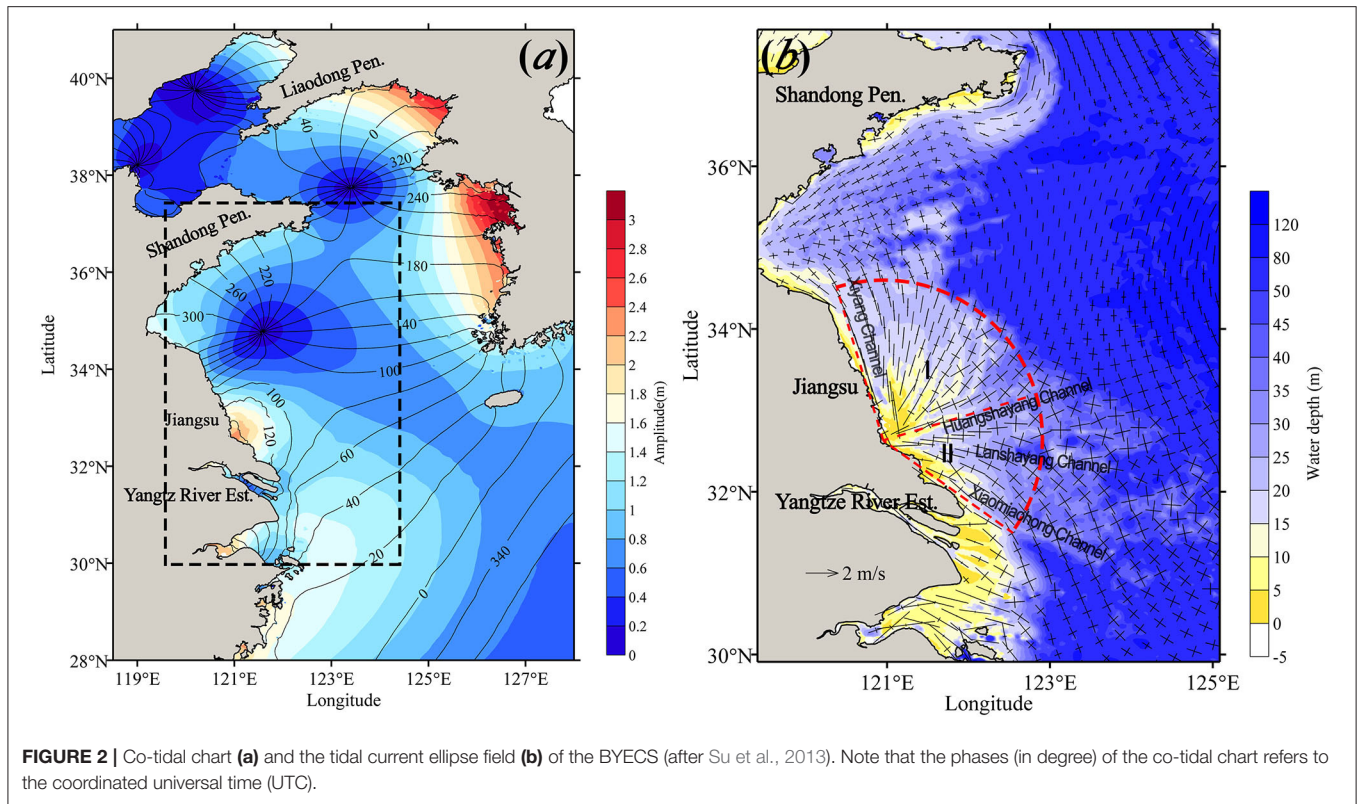 (a)
40°N
38°N
36°N
34°N
32°N
30°N
28°N
Latitude
119°E 121°E 123°E 125°E 127°E
Longitude
Liaodong Pen.
Shandong Pen.
Jiangsu
Yangtz River Est.
40
0
320
240
180
220
260
300
140
100
100
120
60
40
20
0
340
3
2.8
2.6
2.4
2.2
2
1.8
1.6
1.4
1.2
1
0.8
0.6
0.4
0.2
0
Amplitude(m)
(b)
36°N
34°N
32°N
30°N
Latitude
121°E 123°E 125°E
Longitude
Shandong Pen.
Xiyang Channel
I
Jiangsu
Huangshayang Channel
II
Lanshayang Channel
Xiaomiaohong Channel
Yangtze River Est.
2 m/s
120
80
50
45
40
35
30
25
20
15
10
5
0
-5
Water depth (m)
FIGURE 2 | Co-tidal chart (a) and the tidal current ellipse field (b) of the BYECS (after Su et al., 2013). Note that the phases (in degree) of the co-tidal chart refers to
the coordinated universal time (UTC).